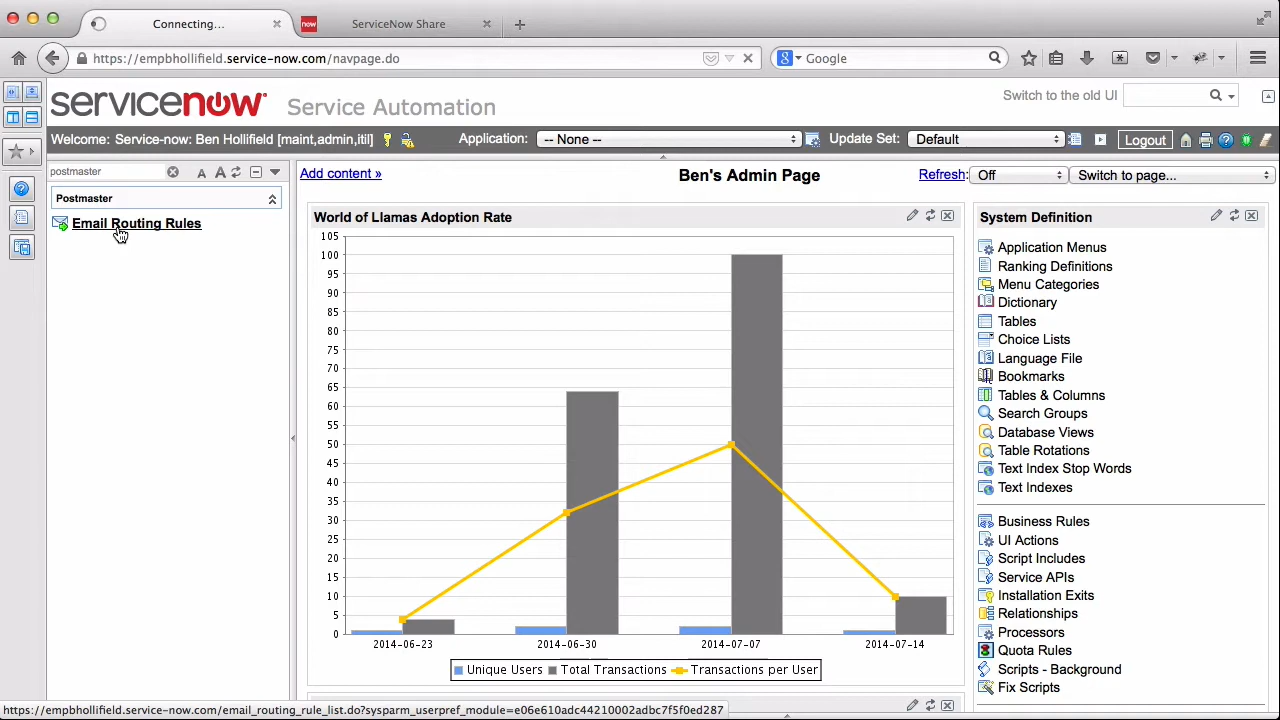 Connecting...
now
ServiceNow Share
https://empbhollifield.service-now.com/navpage.do
Google
servicenow Service Automation
Switch to the old UI
Welcome: Service-now: Ben Hollifield [maint,admin,itil]
Application: -- None --
Update Set: Default
Logout
postmaster
A A
Add content »
Ben's Admin Page
Refresh: Off
Switch to page...
Postmaster
Email Routing Rules
World of Llamas Adoption Rate
105
100
95
90
85
80
75
70
65
60
55
50
45
40
35
30
25
20
15
10
5
0
2014-06-23 2014-06-30 2014-07-07 2014-07-14
Unique Users Total Transactions Transactions per User
System Definition
Application Menus
Ranking Definitions
Menu Categories
Dictionary
Tables
Choice Lists
Language File
Bookmarks
Tables & Columns
Search Groups
Database Views
Table Rotations
Text Index Stop Words
Text Indexes
Business Rules
UI Actions
Script Includes
Service APIs
Installation Exits
Relationships
Processors
Quota Rules
Scripts - Background
Fix Scripts
https://empbhollifield.service-now.com/email_routing_rule_list.do?sysparm_userpref_module=e06e610adc44210002adbc7f5f0ed287